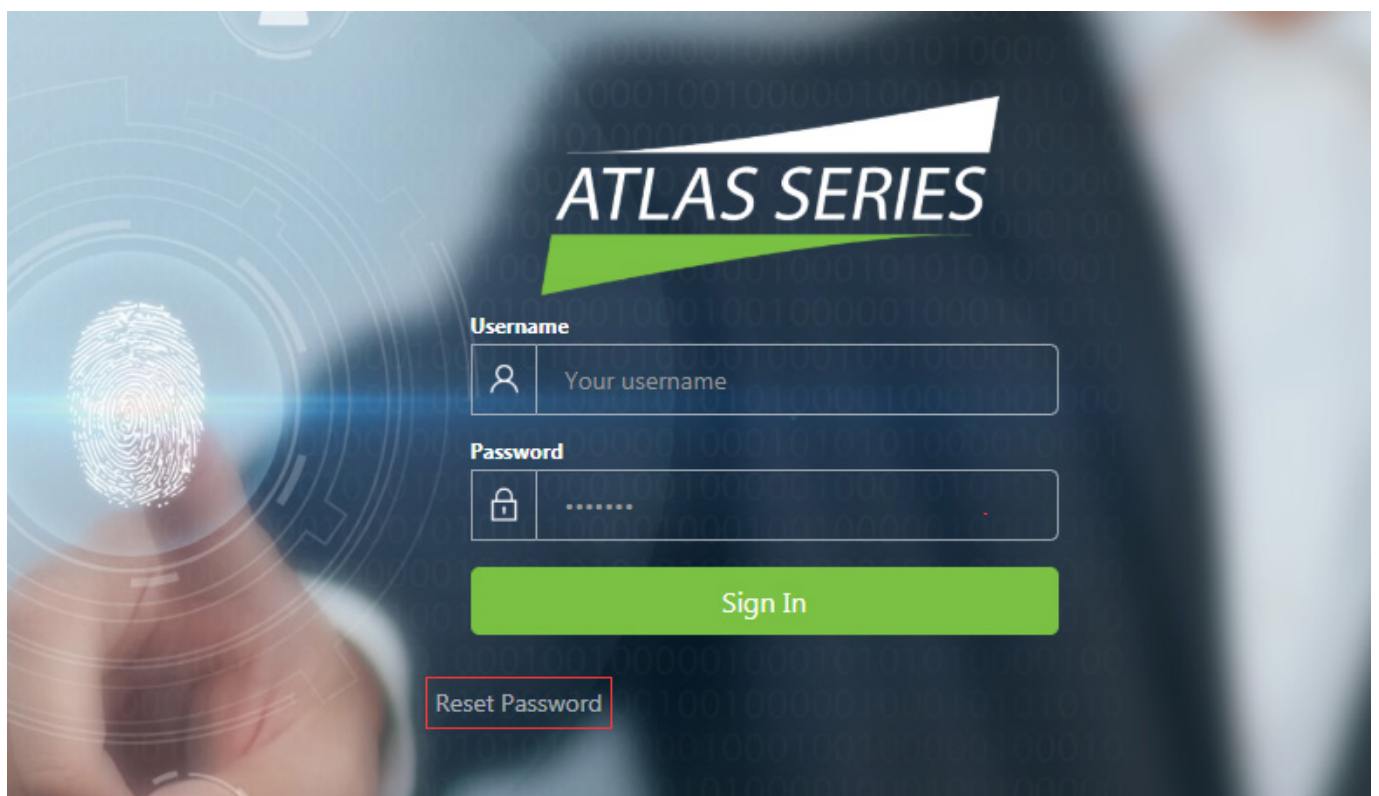 ATLAS SERIES
Username
Your username
Password
•••••••
Sign In
Reset Password